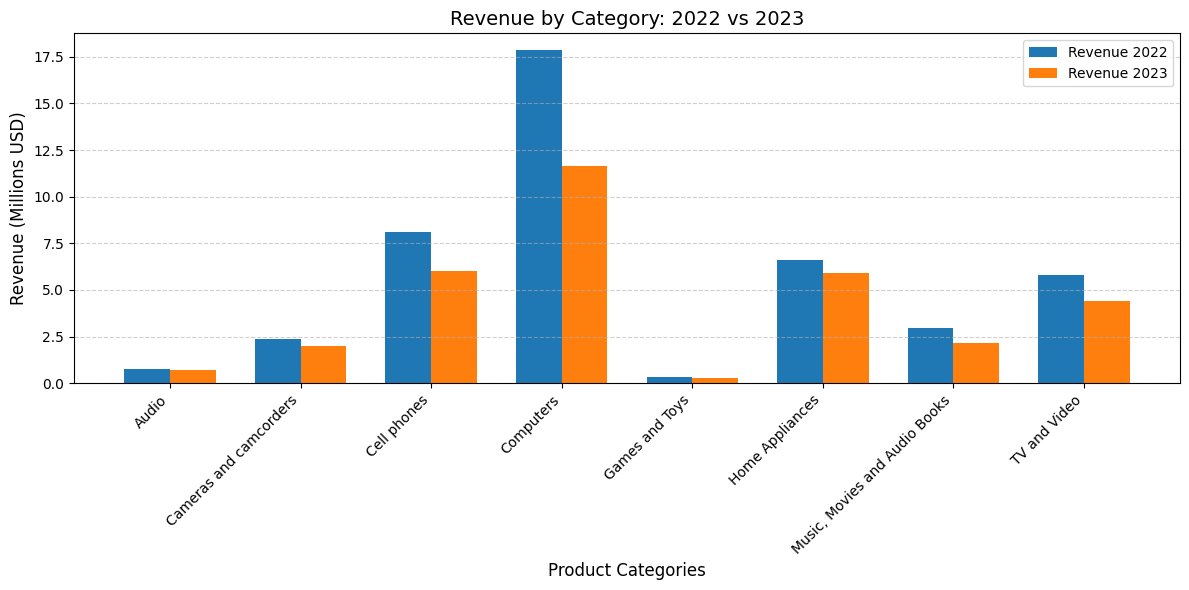 Revenue by Category: 2022 vs 2023
Revenue 2022
Revenue 2023
Revenue (Millions USD)
17.5
15.0
12.5
10.0
7.5
5.0
2.5
0.0
Audio
Cameras and camcorders
Cell phones
Computers
Games and Toys
Home Appliances
Music, Movies and Audio Books
TV and Video
Product Categories